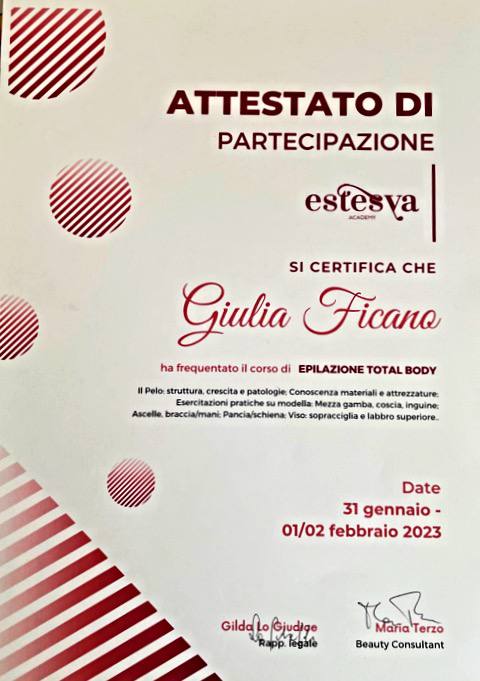 ATTESTATO DI
PARTECIPAZIONE
estesya
ACADEMY
SI CERTIFICA CHE
Giulia Ficano
ha frequentato il corso di EPILAZIONE TOTAL BODY
Il Pelo: struttura, crescita e patologie; Conoscenza materiali e attrezzature;
Esercitazioni pratiche su modella: Mezza gamba, coscia, inguine;
Ascelle, braccia/mani; Pancia/schiena; Viso: sopracciglia e labbro superiore..
Date
31 gennaio -
01/02 febbraio 2023
Gilda Lo Giudice
Rapp. legale
Maria Terzo
Beauty Consultant